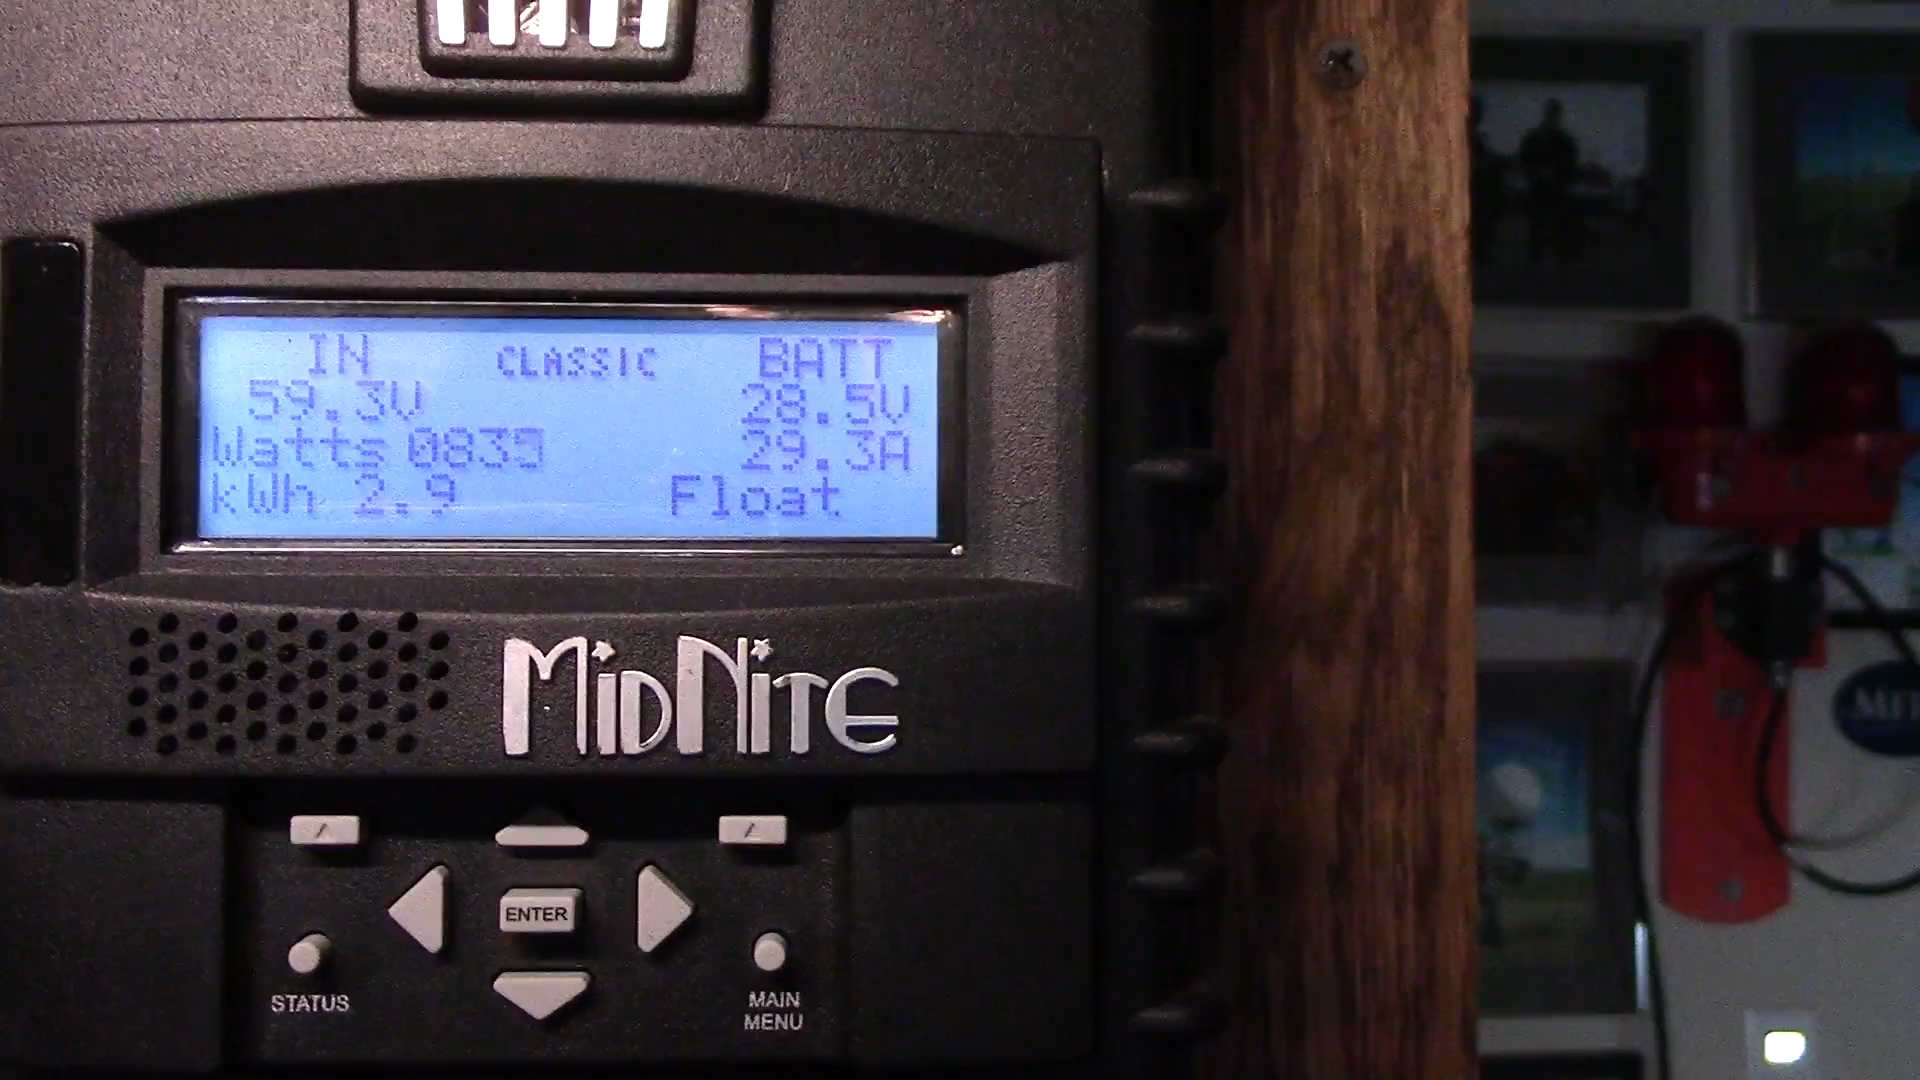 IN CLASSIC BATT
59.3V 28.5V
Watts 0835 29.3A
kWh 2.9 Float
MIDNITE
ENTER
STATUS
MAIN
MENU